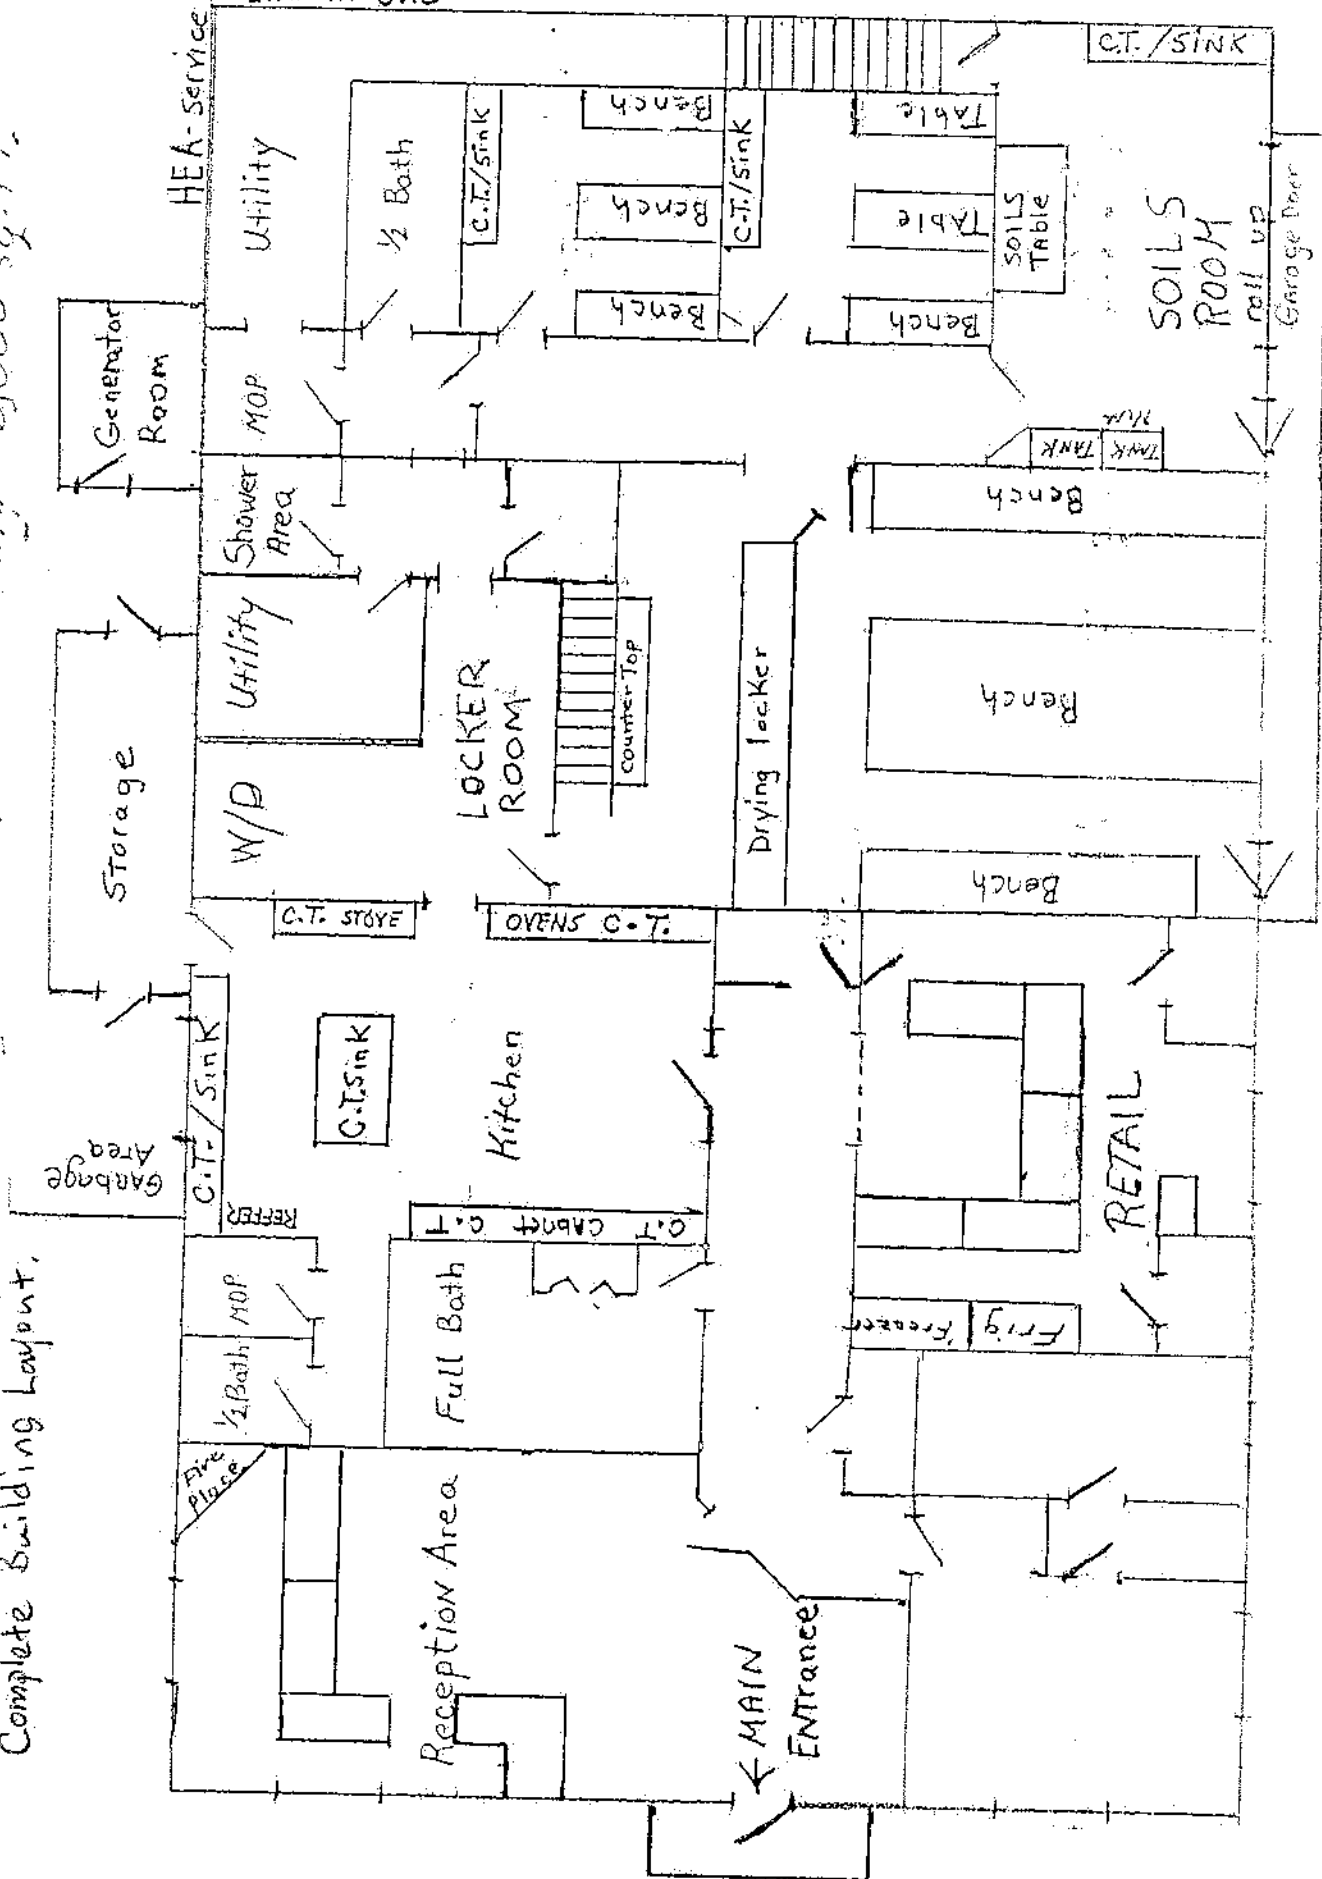 Complete Building Layout.
HEA-service
Generator
Room
Storage
Garbage
Area
Utility
1/2 Bath
C.T./Sink
Bench
Bench
Bench
C.T./Sink
Table
TAble
Bench
SOILS
TAble
C.T./SINK
SOILS
ROOM
roll up
Garage Door
MOP
Shower
Area
Utility
W/D
LOCKER
ROOM
Counter Top
Drying locker
TANK
TANK
Bench
Bench
Bench
C.T. STOVE
OVENS C.T.
C.T./Sink
C.T.Sink
Kitchen
REFFER
C.T CAbnet C.T
MOP
1/2 Bath
Full Bath
Fire
Place
Reception Area
RETAIL
Freazer
Frig
← MAIN
ENTrance